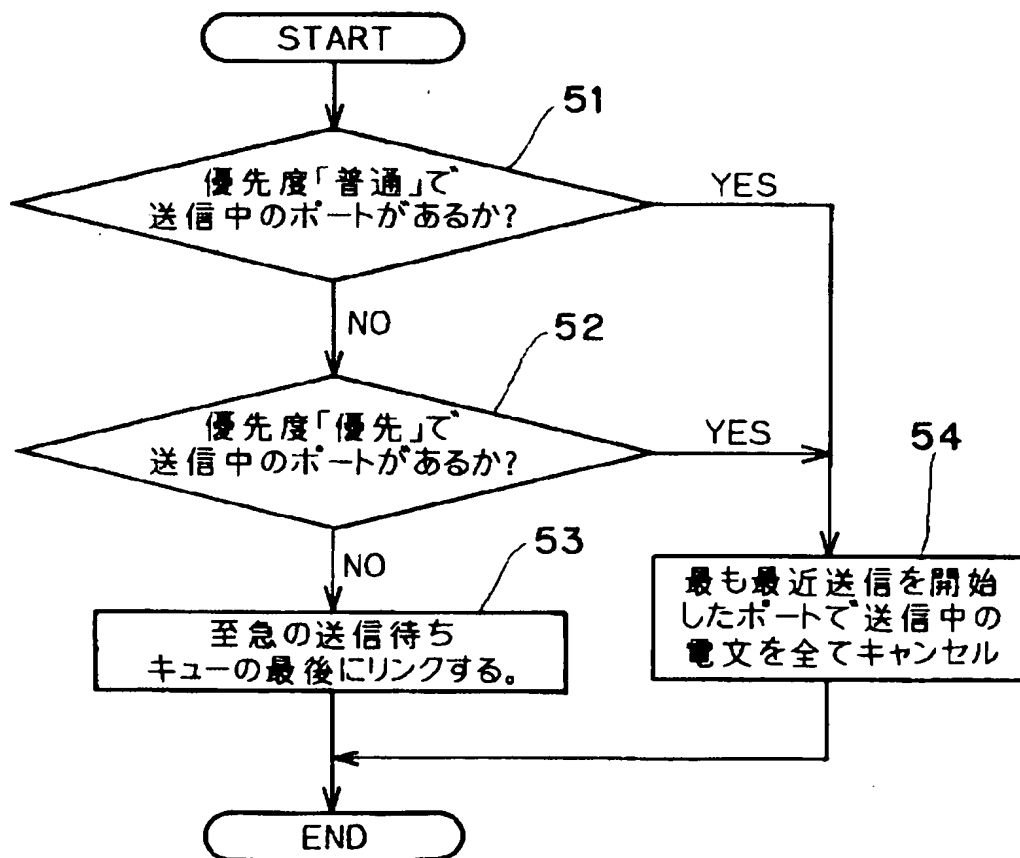 START
51
優先度「普通」で
送信中のポートがあるか?
YES
NO
52
優先度「優先」で
送信中のポートがあるか?
YES
54
NO
53
至急の送信待ち
キューの最後にリンクする。
最も最近送信を開始
したポートで送信中の
電文を全てキャンセル
END